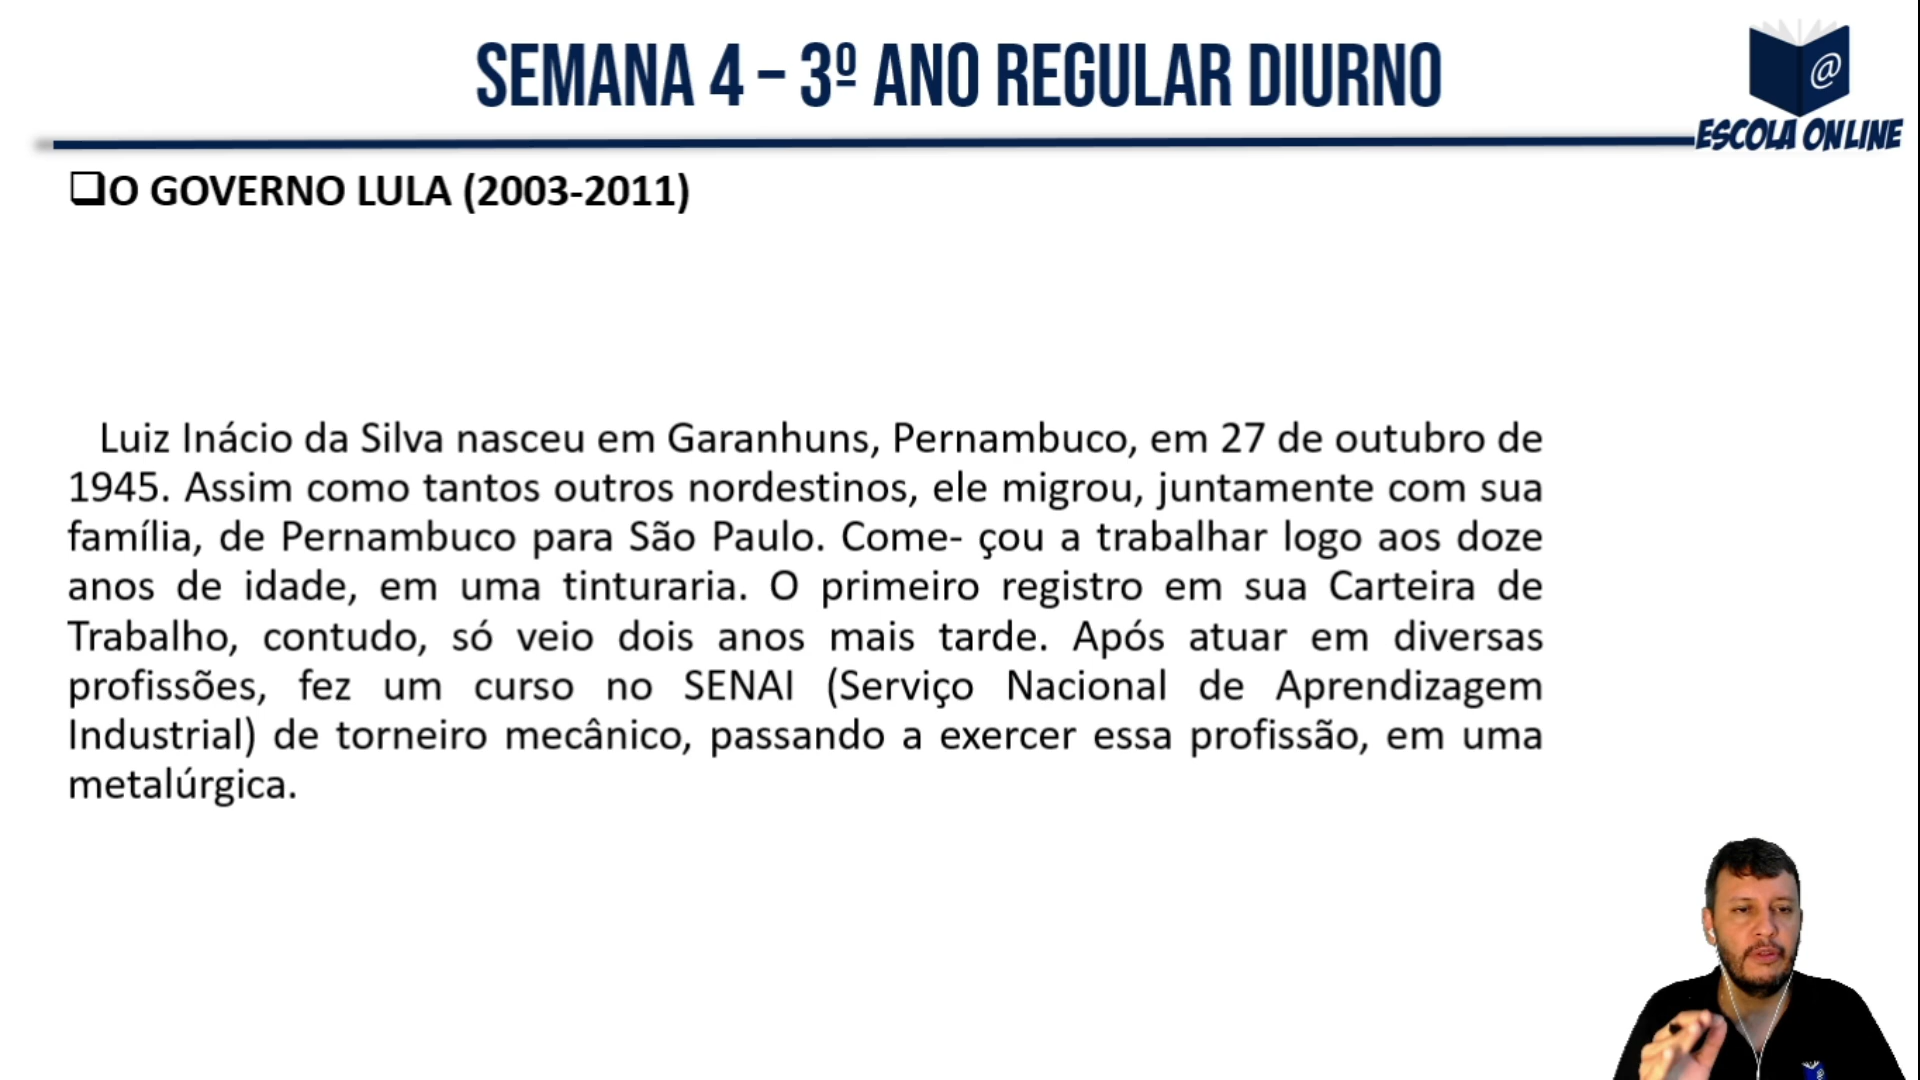 SEMANA 4 – 3º ANO REGULAR DIURNO
@
ESCOLA ONLINE
❑O GOVERNO LULA (2003-2011)
Luiz Inácio da Silva nasceu em Garanhuns, Pernambuco, em 27 de outubro de
1945. Assim como tantos outros nordestinos, ele migrou, juntamente com sua
família, de Pernambuco para São Paulo. Come- çou a trabalhar logo aos doze
anos de idade, em uma tinturaria. O primeiro registro em sua Carteira de
Trabalho, contudo, só veio dois anos mais tarde. Após atuar em diversas
profissões, fez um curso no SENAI (Serviço Nacional de Aprendizagem
Industrial) de torneiro mecânico, passando a exercer essa profissão, em uma
metalúrgica.